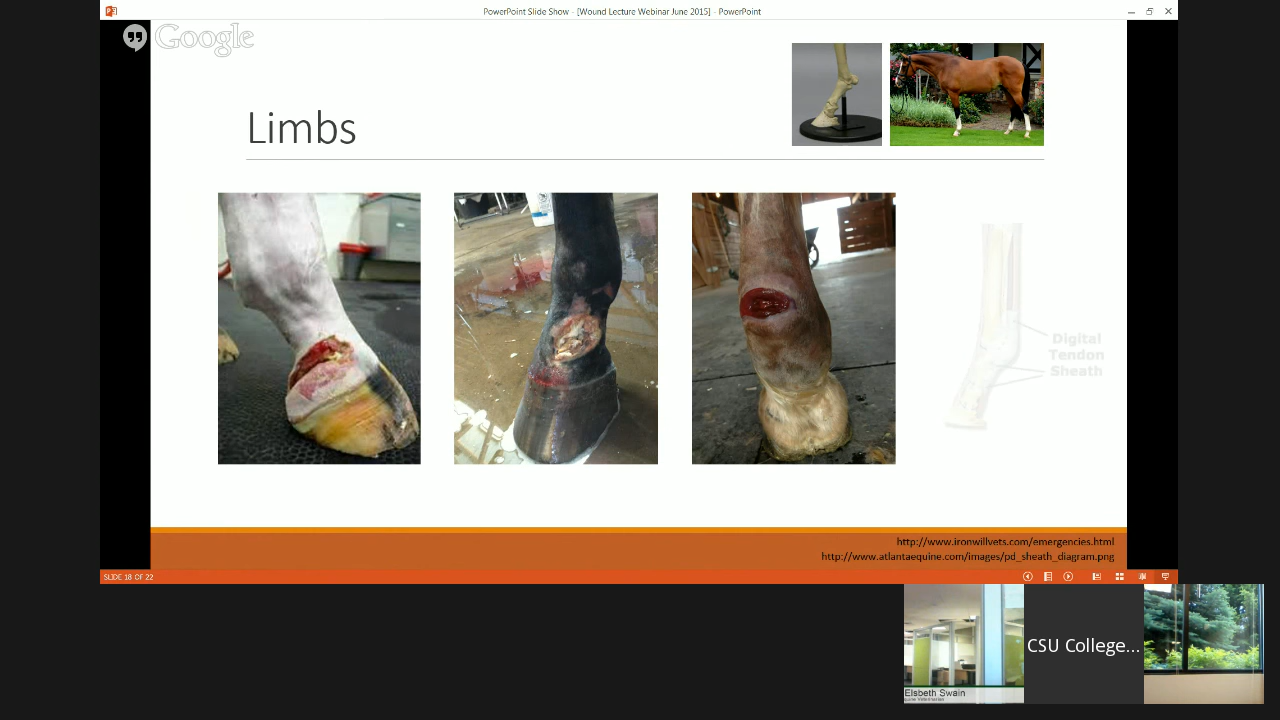 PowerPoint Slide Show - [Wound Lecture Webinar June 2015] - PowerPoint
Google
Limbs
Digital
Tendon
Sheath
http://www.ironwillvets.com/emergencies.html
http://www.atlantaequine.com/images/pd_sheath_diagram.png
SLIDE 18 OF 22
Elsbeth Swain
CSU College...